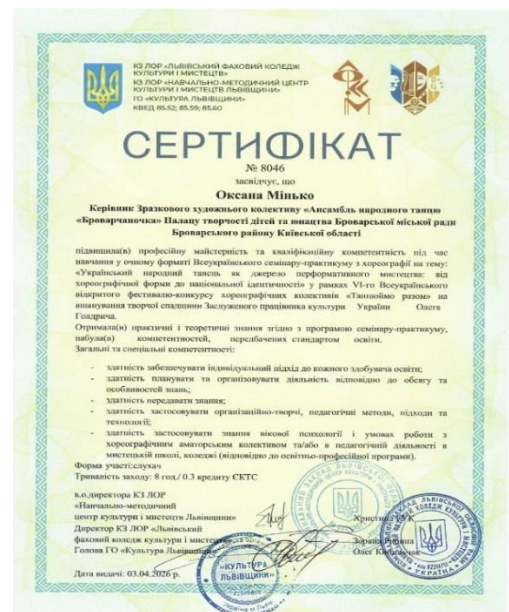 КЗ ЛОР «ЛЬВІВСЬКИЙ ФАХОВИЙ КОЛЕДЖ
КУЛЬТУРИ І МИСТЕЦТВ»
КЗ ЛОР «НАВЧАЛЬНО-МЕТОДИЧНИЙ ЦЕНТР
КУЛЬТУРИ І МИСТЕЦТВ ЛЬВІВЩИНИ»
ГО «КУЛЬТУРА ЛЬВІВЩИНИ»
КВЕД 85.52; 85.59; 85.60
СЕРТИФІКАТ
№ 8046
засвідчує, що
Оксана Мінько
Керівник Зразкового художнього колективу «Ансамбль народного танцю
«Броварчаночка» Палацу творчості дітей та юнацтва Броварської міської ради
Броварського району Київської області
підвищила(в) професійну майстерність та кваліфікаційну компетентність під час
навчання у очному форматі Всеукраїнського семінару-практикуму з хореографії на тему:
«Український народний танець як джерело перформативного мистецтва: від
хореографічної форми до національної ідентичності» у рамках VI-го Всеукраїнського
відкритого фестивалю-конкурсу хореографічних колективів «Танцюймо разом» на
вшанування творчої спадщини Заслуженого працівника культури України Олега
Голдрича.
Отримала(в) практичні і теоретичні знання згідно з програмою семінару-практикуму,
набула(в) компетентностей, передбачених стандартом освіти.
Загальні та спеціальні компетентності:
- здатність забезпечувати індивідуальний підхід до кожного здобувача освіти;
- здатність планувати та організовувати діяльність відповідно до обсягу та
особливостей знань;
- здатність передавати знання;
- здатність застосовувати організаційно-творчі, педагогічні методи, підходи та
технології;
- здатність застосовувати знання вікової психології і умовах роботи з
хореографічним аматорським колективом та/або в педагогічній діяльності в
мистецькій школі, коледжі (відповідно до освітньо-професійної програми).
Форма участі:слухач
Тривалість заходу: 8 год./ 0.3 кредиту ЄКТС
в.о.директора КЗ ЛОР
«Навчально-методичний
центр культури і мистецтв Львівщини»
Директор КЗ ЛОР «Львівський
фаховий коледж культури і мистецтв»
Голова ГО «Культура Львівщини» Олег
Дата видачі: 03.04.2026 р.
«КУЛЬТУРА
ЛЬВІВЩИНИ»